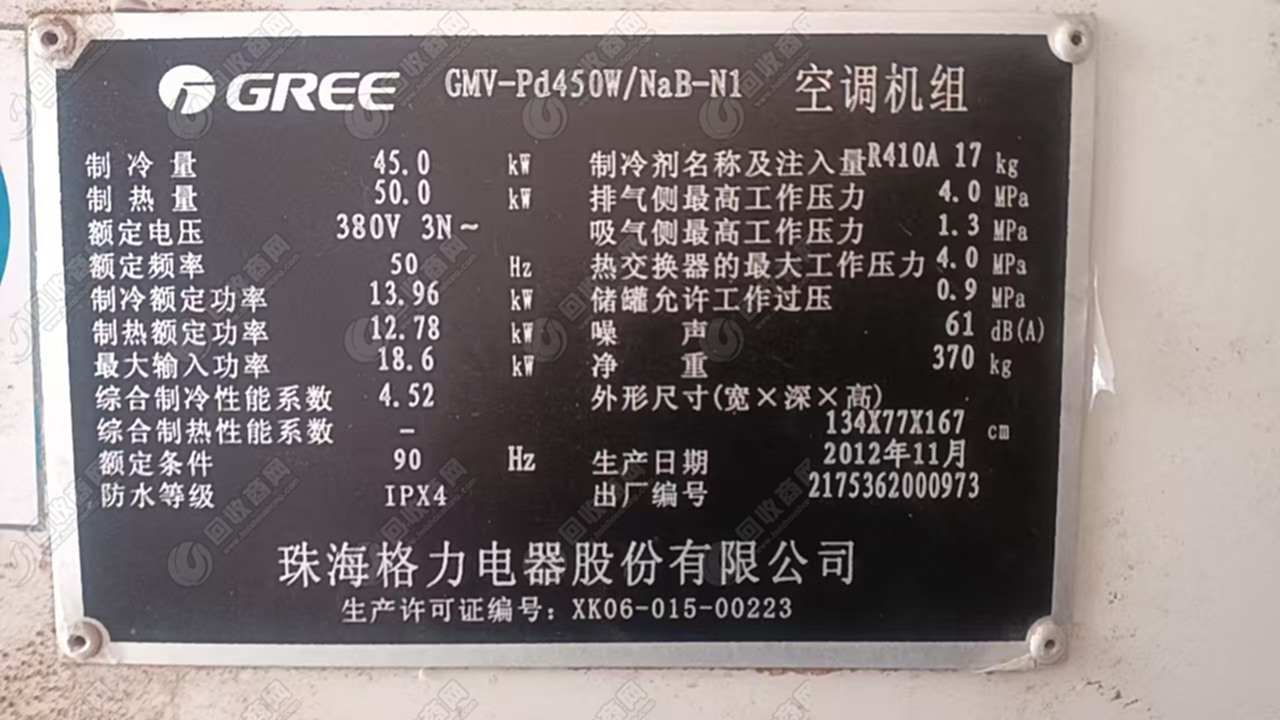 GREE GMV-Pd450W/NaB-N1 空调机组
制冷量 45.0 kW
制热量 50.0 kW
额定电压 380V 3N~
额定频率 50 Hz
制冷额定功率 13.96 kW
制热额定功率 12.78 kW
最大输入功率 18.6 kW
综合制冷性能系数 4.52
综合制热性能系数 -
额定条件 90 Hz
防水等级 IPX4
制冷剂名称及注入量 R410A 17 kg
排气侧最高工作压力 4.0 MPa
吸气侧最高工作压力 1.3 MPa
热交换器的最大工作压力 4.0 MPa
储罐允许工作过压 0.9 MPa
噪声 61 dB(A)
净重 370 kg
外形尺寸(宽×深×高)
134X77X167 cm
生产日期 2012年11月
出厂编号 2175362000973
珠海格力电器股份有限公司
生产许可证编号：XK06-015-00223
回收商网